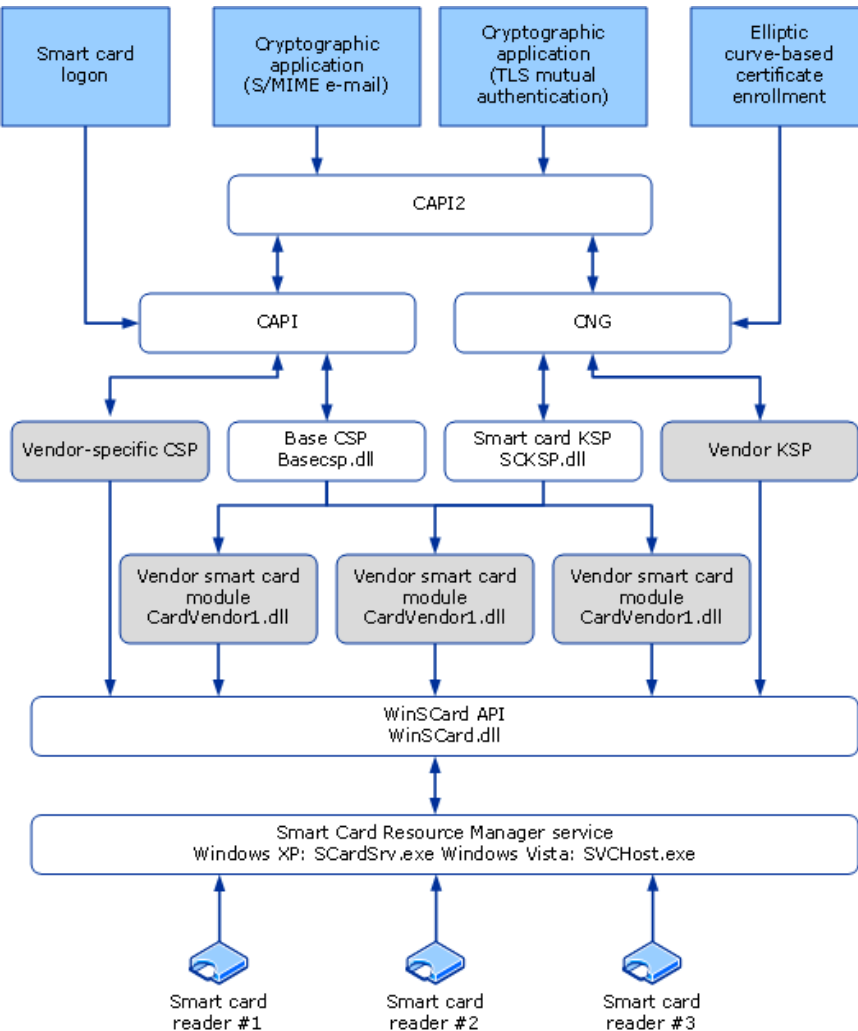 Smart card
logon
Cryptographic
application
(S/MIME e-mail)
Cryptographic
application
(TLS mutual
authentication)
Elliptic
curve-based
certificate
enrollment
CAPI2
CAPI
CNG
Vendor-specific CSP
Base CSP
Basecsp.dll
Smart card KSP
SCKSP.dll
Vendor KSP
Vendor smart card
module
CardVendor1.dll
Vendor smart card
module
CardVendor1.dll
Vendor smart card
module
CardVendor1.dll
WinSCard API
WinSCard.dll
Smart Card Resource Manager service
Windows XP: SCardSrv.exe Windows Vista: SVCHost.exe
Smart card
reader #1
Smart card
reader #2
Smart card
reader #3